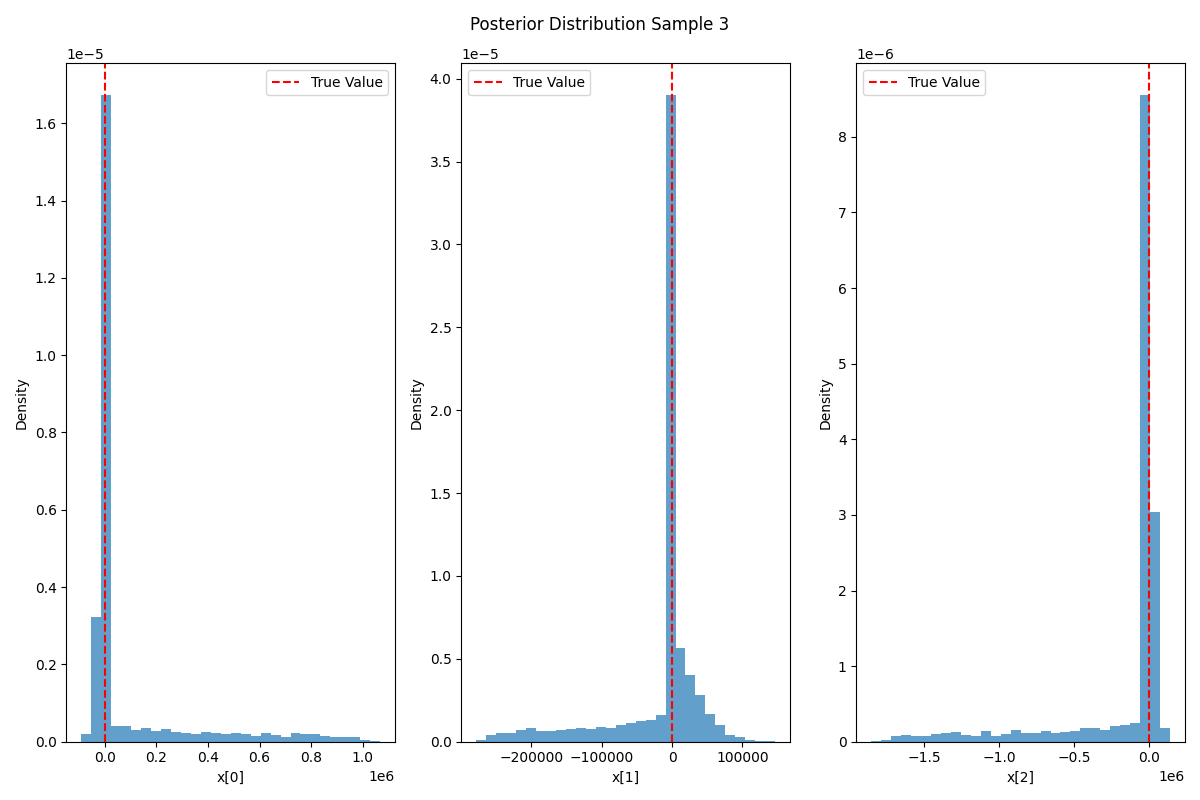 Posterior Distribution Sample 3
1e−5
True Value
1.6
1.4
1.2
1.0
0.8
0.6
0.4
0.2
0.0
Density
0.0 0.2 0.4 0.6 0.8 1.0
1e6
x[0]
1e−5
True Value
4.0
3.5
3.0
2.5
2.0
1.5
1.0
0.5
0.0
Density
−200000 −100000 0 100000
x[1]
1e−6
True Value
8
7
6
5
4
3
2
1
0
Density
−1.5 −1.0 −0.5 0.0
1e6
x[2]